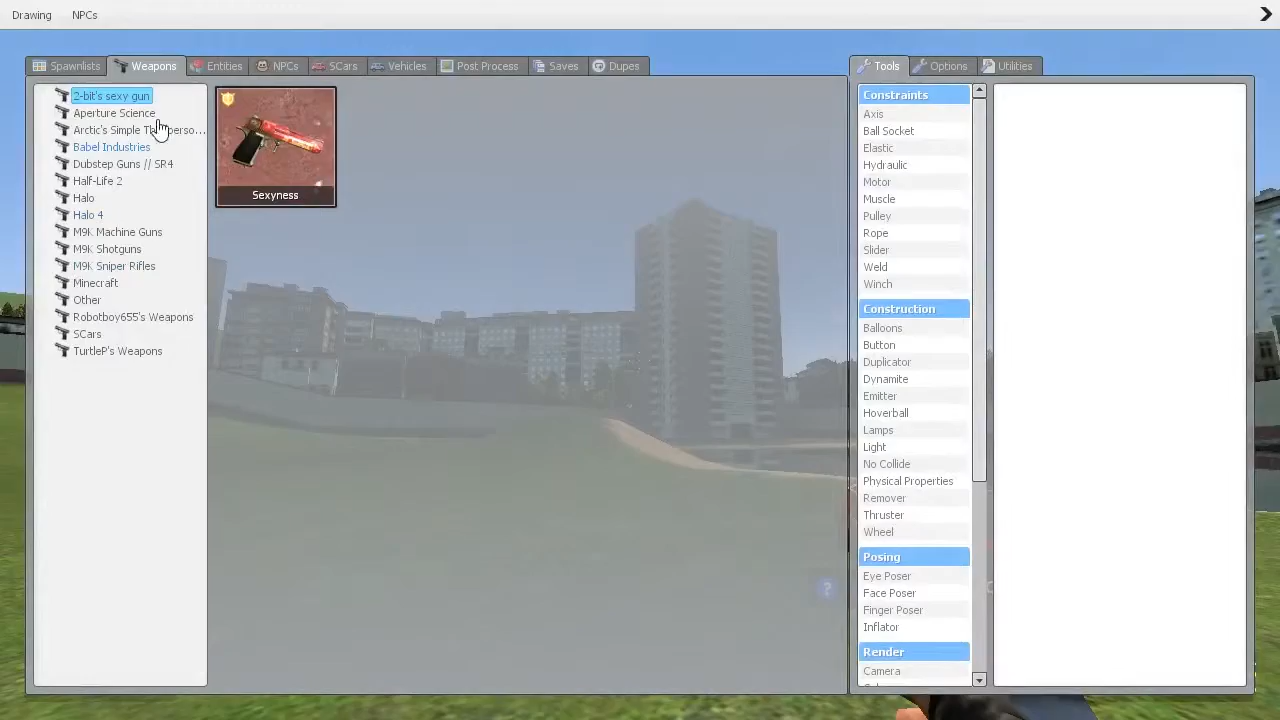 Drawing NPCs
Spawnlists Weapons Entities NPCs SCars Vehicles Post Process Saves Dupes
2-bit's sexy gun
Aperture Science
Arctic's Simple Th
perso...
Babel Industries
Dubstep Guns // SR4
Half-Life 2
Halo
Halo 4
M9K Machine Guns
M9K Shotguns
M9K Sniper Rifles
Minecraft
Other
Robotboy655's Weapons
SCars
TurtleP's Weapons
Sexyness
?
Tools Options Utilities
Constraints
Axis
Ball Socket
Elastic
Hydraulic
Motor
Muscle
Pulley
Rope
Slider
Weld
Winch
Construction
Balloons
Button
Duplicator
Dynamite
Emitter
Hoverball
Lamps
Light
No Collide
Physical Properties
Remover
Thruster
Wheel
Posing
Eye Poser
Face Poser
Finger Poser
Inflator
Render
Camera